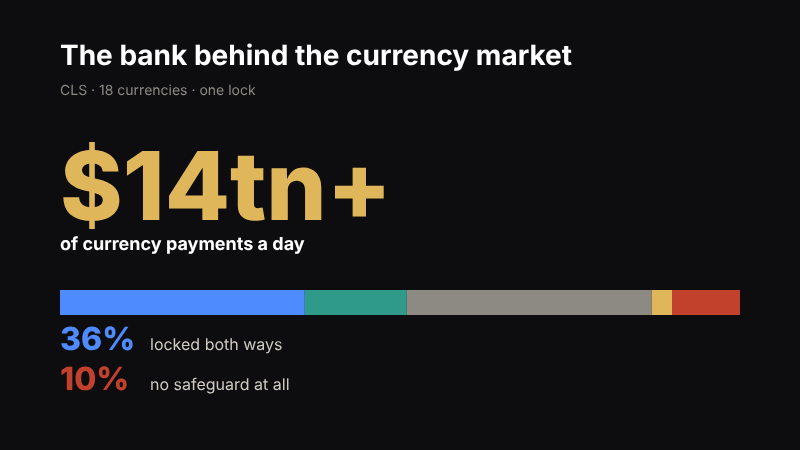 The bank behind the currency market
CLS · 18 currencies · one lock
$14tn+
of currency payments a day
36% locked both ways
10% no safeguard at all